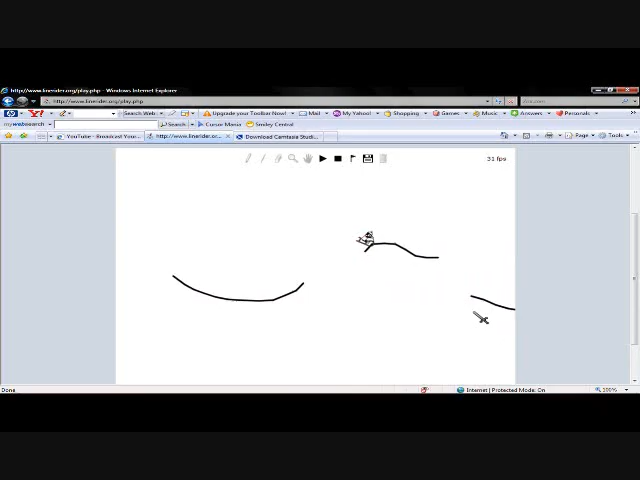 http://www.linerider.org/play.php - Windows Internet Explorer
http://www.linerider.org/play.php
Search Web
Upgrade your Toolbar Now!
Mail
My Yahoo!
Shopping
Games
Music
Answers
Personals
mywebsearch
Search
Cursor Mania
Smiley Central
YouTube - Broadcast Your...
http://www.linerider.or...
Download Camtasia Studi...
Page
Tools
31 fps
Done
Internet | Protected Mode: On
100%